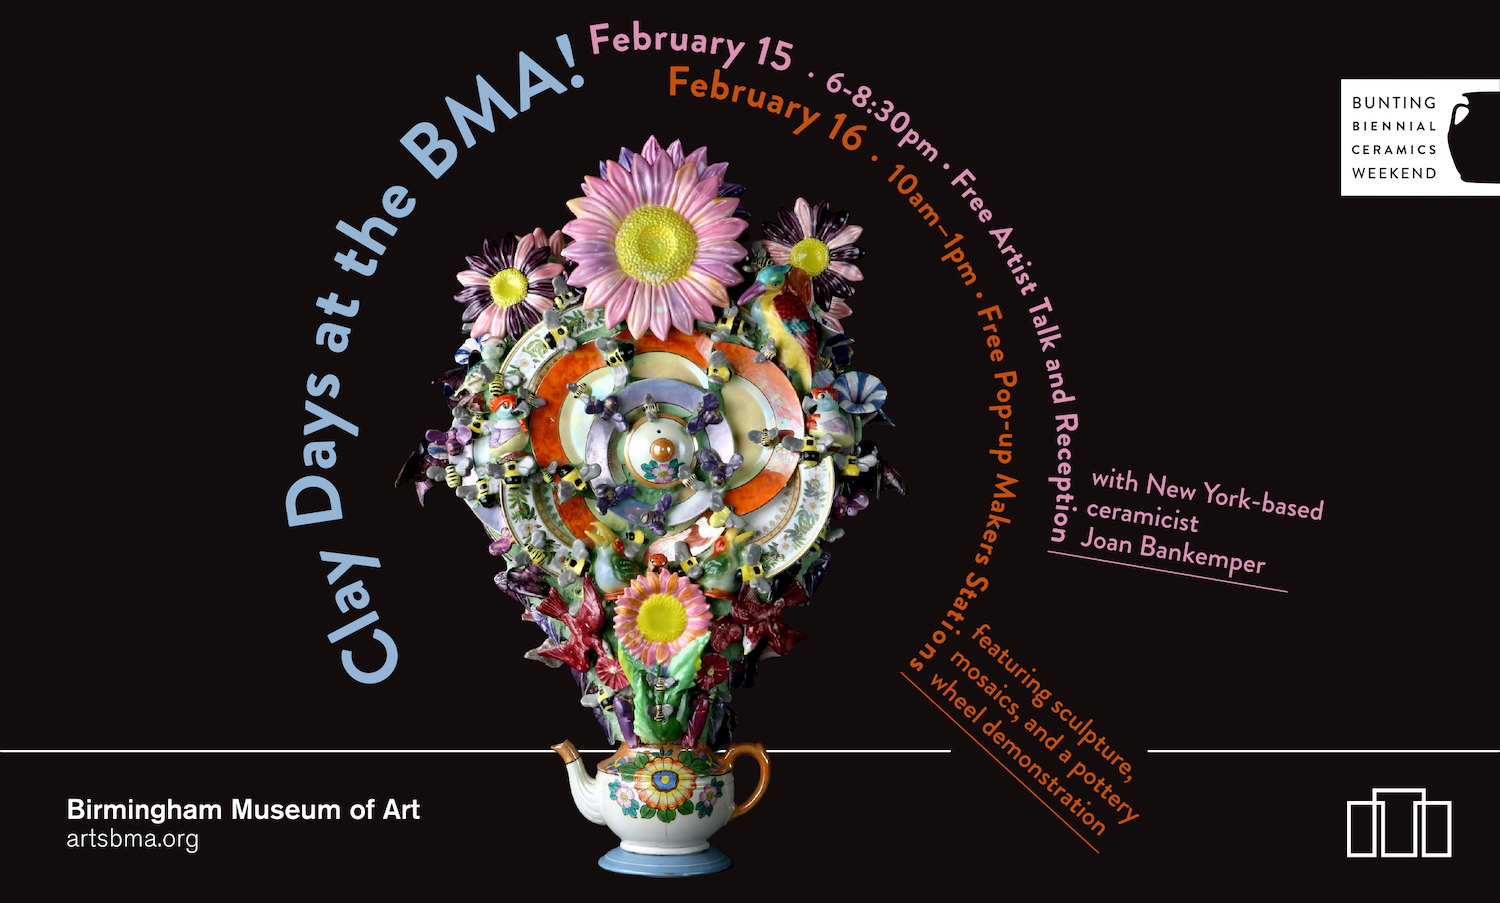 Clay Days at the BMA!
February 15 · 6-8:30pm · Free Artist Talk and Reception
with New York-based
ceramicist
Joan Bankemper
February 16 · 10am–1pm · Free Pop-up Makers Stations
featuring sculpture,
mosaics, and a pottery
wheel demonstration
BUNTING
BIENNIAL
CERAMICS
WEEKEND
Birmingham Museum of Art
artsbma.org